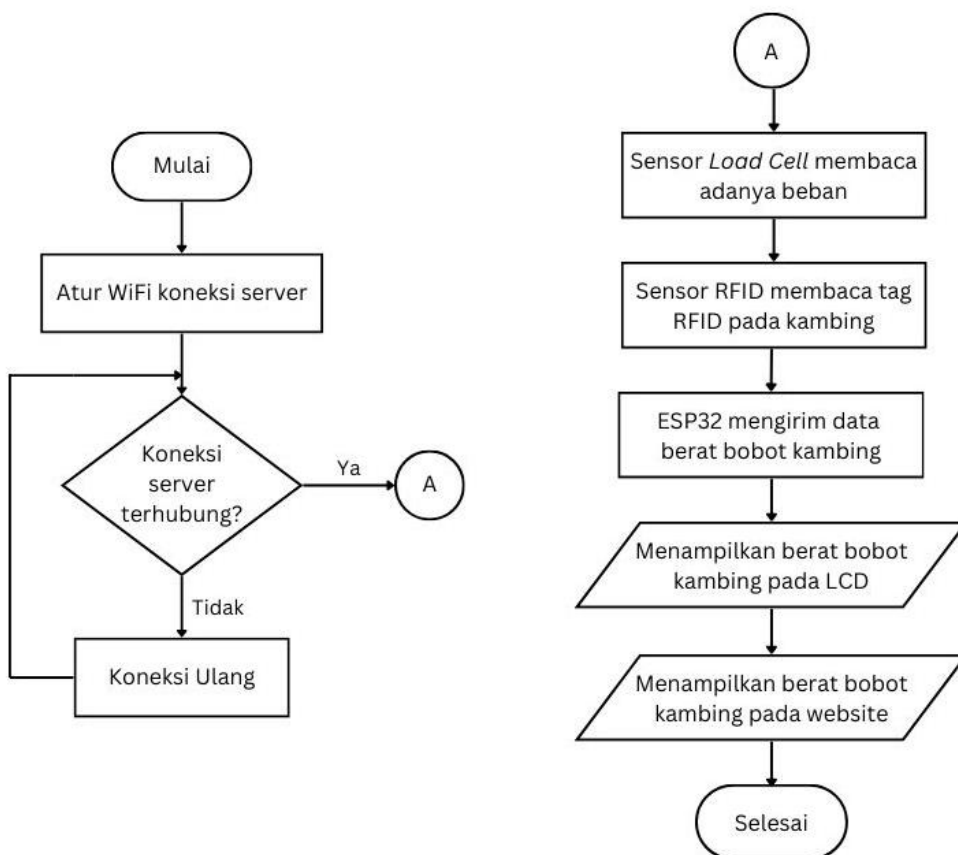 Mulai
Atur WiFi koneksi server
Koneksi
server
terhubung?
Ya
A
Tidak
Koneksi Ulang
A
Sensor Load Cell membaca
adanya beban
Sensor RFID membaca tag
RFID pada kambing
ESP32 mengirim data
berat bobot kambing
Menampilkan berat bobot
kambing pada LCD
Menampilkan berat bobot
kambing pada website
Selesai